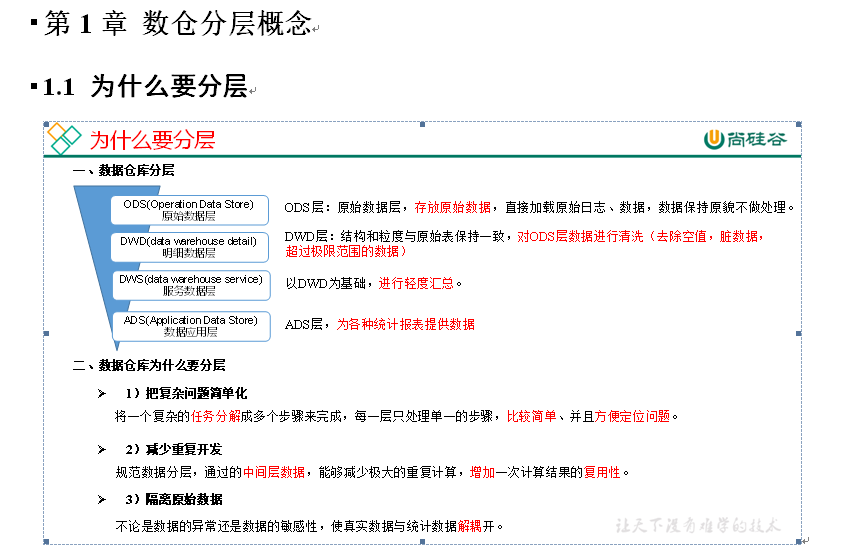 第 1 章 数仓分层概念
1.1 为什么要分层
为什么要分层
尚硅谷
一、数据仓库分层
ODS(Operation Data Store)
原始数据层
ODS层：原始数据层，存放原始数据，直接加载原始日志、数据，数据保持原貌不做处理。
DWD(data warehouse detail)
明细数据层
DWD层：结构和粒度与原始表保持一致，对ODS层数据进行清洗（去除空值，脏数据，
超过极限范围的数据）
DWS(data warehouse service)
服务数据层
以DWD为基础，进行轻度汇总。
ADS(Application Data Store)
数据应用层
ADS层，为各种统计报表提供数据
二、数据仓库为什么要分层
1）把复杂问题简单化
将一个复杂的任务分解成多个步骤来完成，每一层只处理单一的步骤，比较简单、并且方便定位问题。
2）减少重复开发
规范数据分层，通过的中间层数据，能够减少极大的重复计算，增加一次计算结果的复用性。
3）隔离原始数据
不论是数据的异常还是数据的敏感性，使真实数据与统计数据解耦开。
让天下没有难学的技术